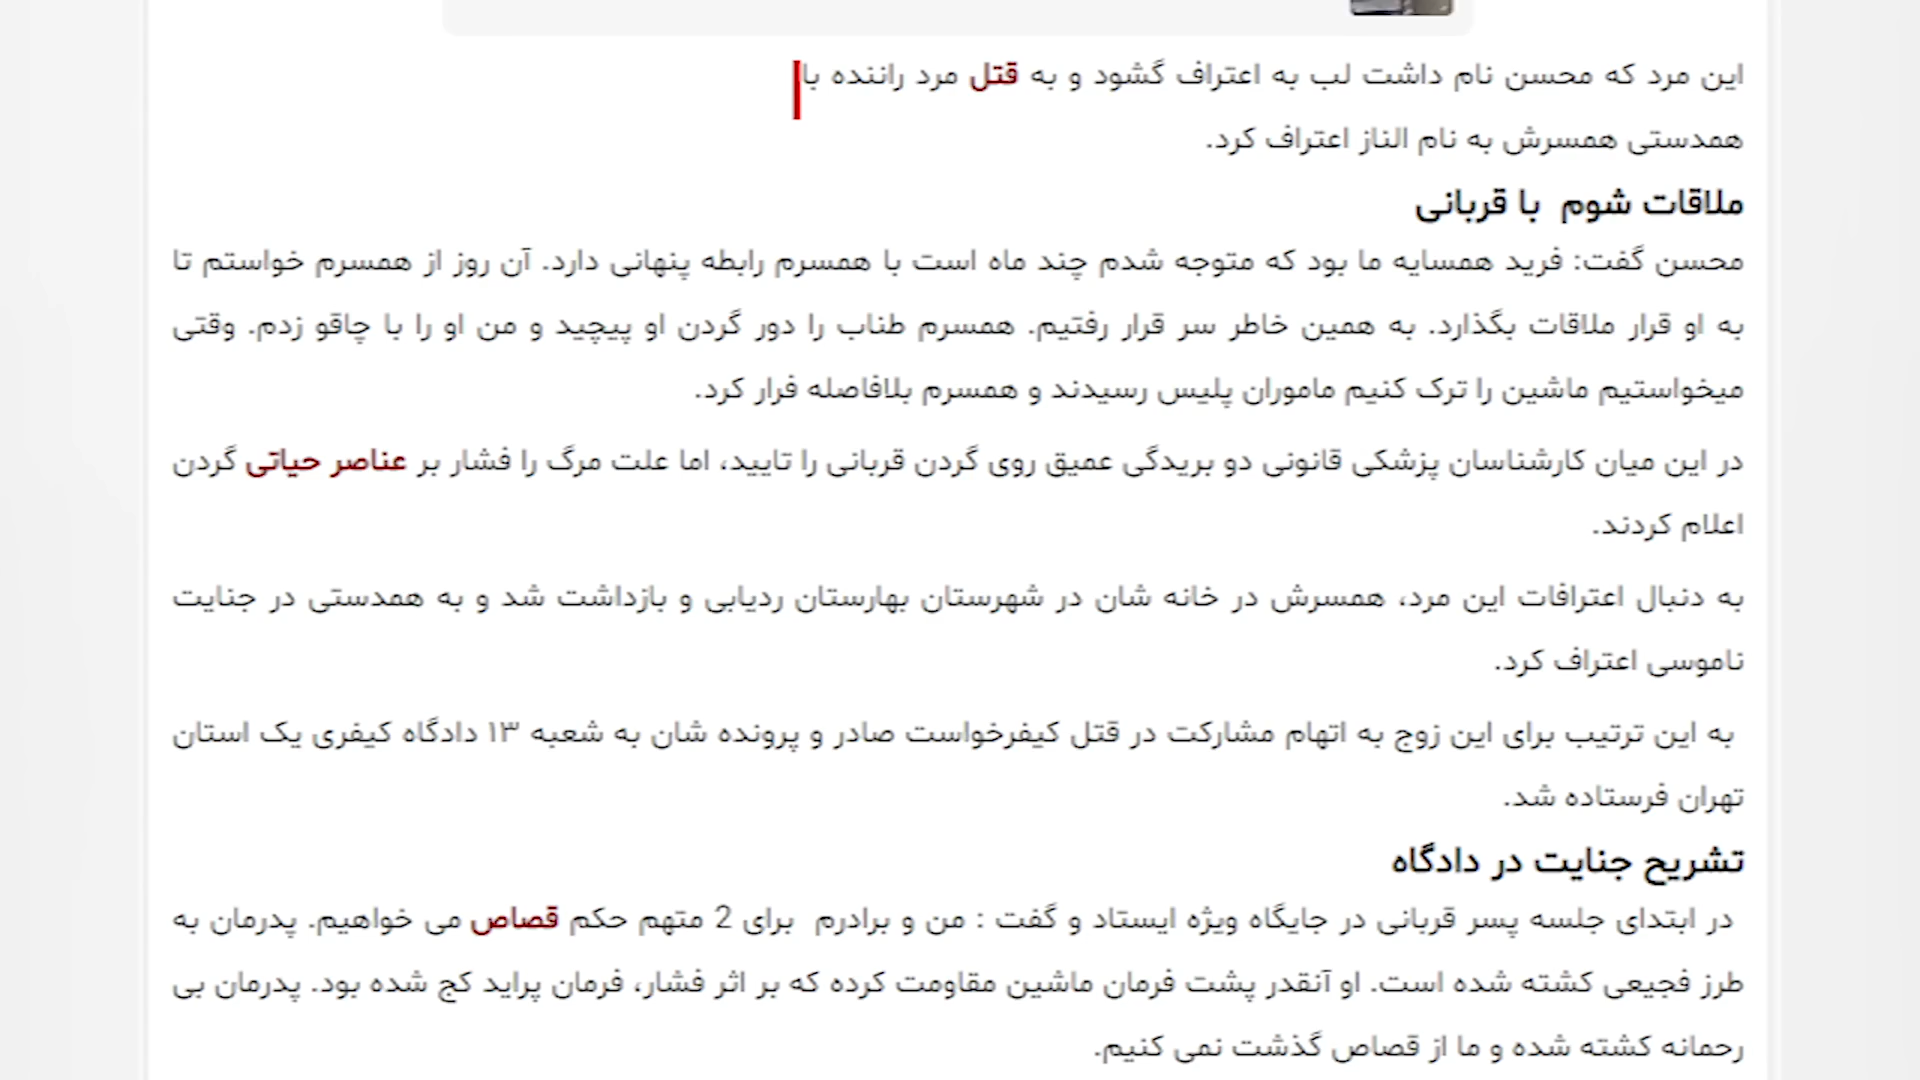 این مرد که محسن نام داشت لب به اعتراف گشود و به قتل مرد راننده با
همدستی همسرش به نام الناز اعتراف کرد.
ملاقات شوم با قربانی
محسن گفت: فرید همسایه ما بود که متوجه شدم چند ماه است با همسرم رابطه پنهانی دارد. آن روز از همسرم خواستم تا
به او قرار ملاقات بگذارد. به همین خاطر سر قرار رفتیم. همسرم طناب را دور گردن او پیچید و من او را با چاقو زدم. وقتی
میخواستیم ماشین را ترک کنیم ماموران پلیس رسیدند و همسرم بلافاصله فرار کرد.
در این میان کارشناسان پزشکی قانونی دو بریدگی عمیق روی گردن قربانی را تایید، اما علت مرگ را فشار بر عناصر حیاتی گردن
اعلام کردند.
به دنبال اعترافات این مرد، همسرش در خانه شان در شهرستان بهارستان ردیابی و بازداشت شد و به همدستی در جنایت
ناموسی اعتراف کرد.
به این ترتیب برای این زوج به اتهام مشارکت در قتل کیفرخواست صادر و پرونده شان به شعبه ۱۳ دادگاه کیفری یک استان
تهران فرستاده شد.
تشریح جنایت در دادگاه
در ابتدای جلسه پسر قربانی در جایگاه ویژه ایستاد و گفت : من و برادرم برای 2 متهم حکم قصاص می خواهیم. پدرمان به
طرز فجیعی کشته شده است. او آنقدر پشت فرمان ماشین مقاومت کرده که بر اثر فشار، فرمان پراید کج شده بود. پدرمان بی
رحمانه کشته شده و ما از قصاص گذشت نمی کنیم.